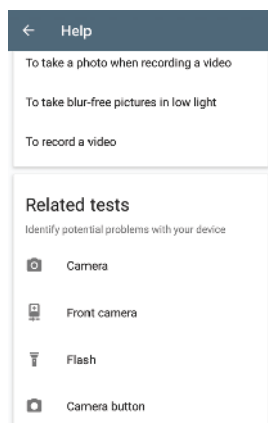 Help
To take a photo when recording a video
To take blur-free pictures in low light
To record a video
Related tests
Identify potential problems with your device
Camera
Front camera
Flash
Camera button